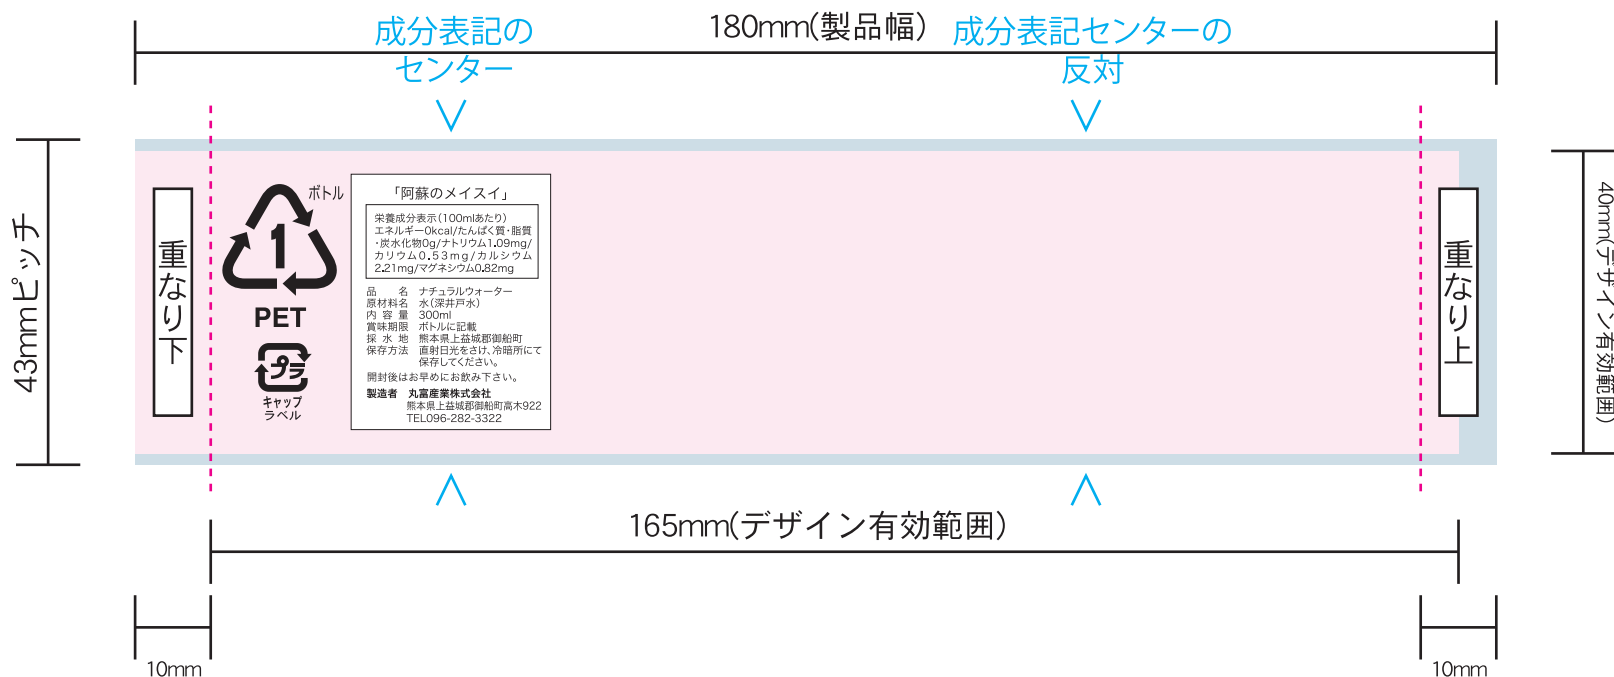 成分表記の
センター
180mm(製品幅)
成分表記センターの
反対
43mmピッチ
重なり下
1
ボトル
PET
プラ
キャップ
ラベル
「阿蘇のメイスイ」
栄養成分表示(100mlあたり)
エネルギー0kcal/たんぱく質・脂質
・炭水化物0g/ナトリウム1.09mg/
カリウム0.53mg/カルシウム
2.21mg/マグネシウム0.82mg
品名 ナチュラルウォーター
原材料名 水(深井戸水)
内容量 300ml
賞味期限 ボトルに記載
採水地 熊本県上益城郡御船町
保存方法 直射日光をさけ、冷暗所にて
保存してください。
開封後はお早めにお飲み下さい。
製造者 丸富産業株式会社
熊本県上益城郡御船町高木922
TEL096-282-3322
重なり上
40mm(デザイン有効範囲)
165mm(デザイン有効範囲)
10mm
10mm